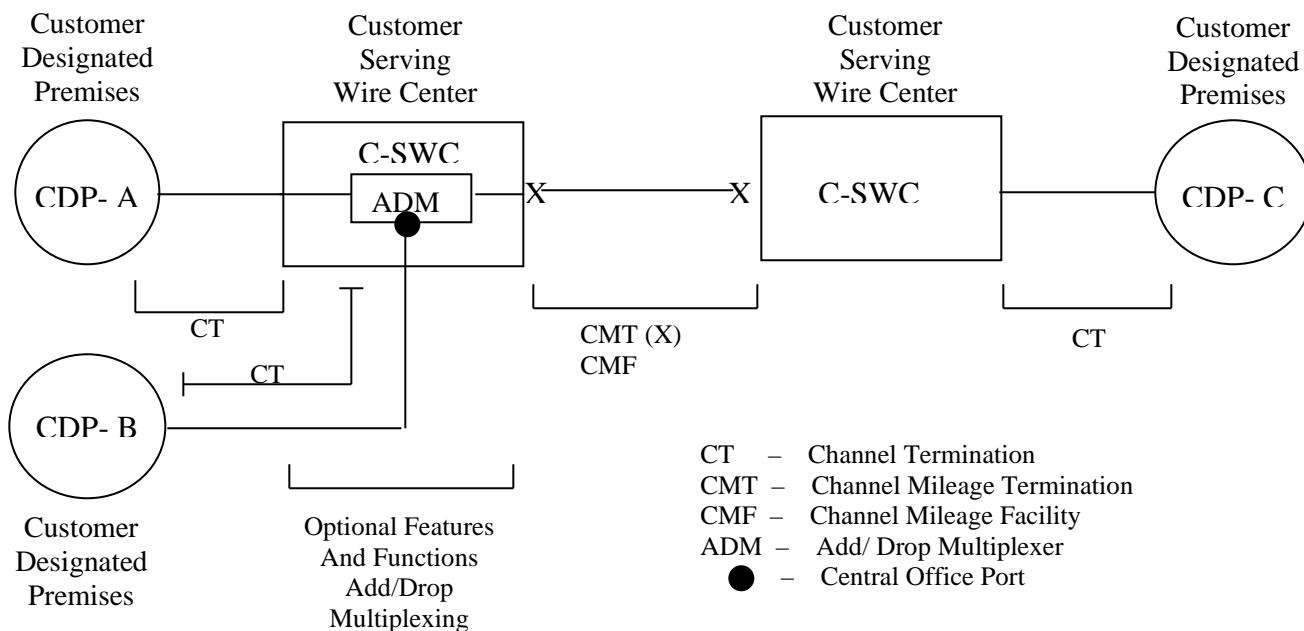 Customer
Designated
Premises
Customer
Serving
Wire Center
Customer
Serving
Wire Center
Customer
Designated
Premises
CDP- A
C-SWC
ADM
X
X
C-SWC
CDP- C
CT
CMT (X)
CMF
CT
CT
CDP- B
Customer
Designated
Premises
Optional Features
And Functions
Add/Drop
Multiplexing
CT – Channel Termination
CMT – Channel Mileage Termination
CMF – Channel Mileage Facility
ADM – Add/ Drop Multiplexer
– Central Office Port